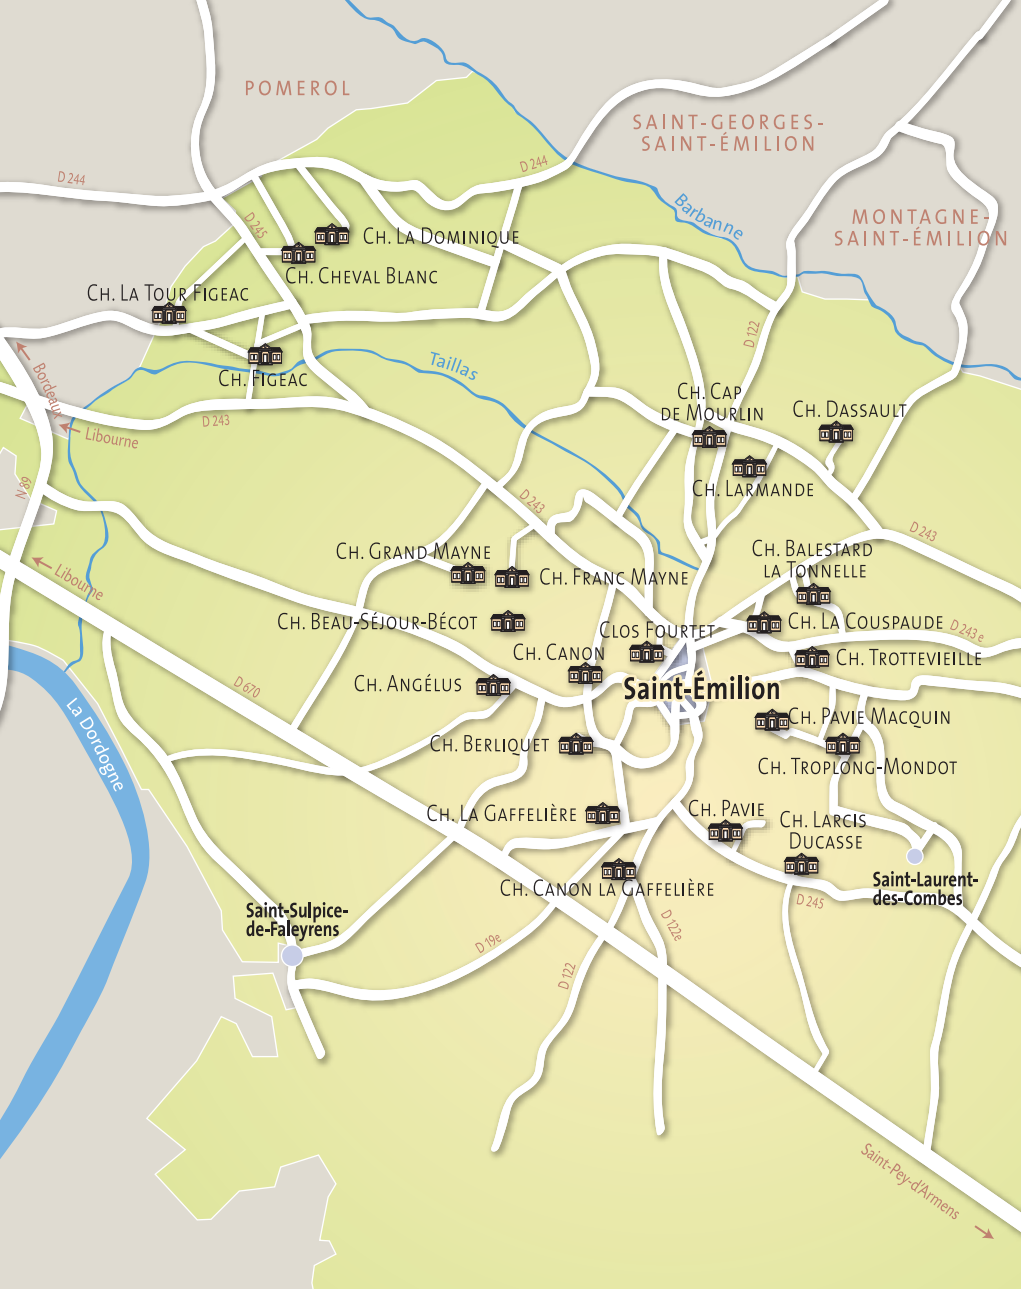 POMEROL
SAINT-GEORGES-
SAINT-ÉMILION
D 244
D 244
Barbanne
MONTAGNE-
SAINT-ÉMILION
D 245
CH. LA DOMINIQUE
CH. CHEVAL BLANC
CH. LA TOUR FIGEAC
D 122
Taillas
CH. FIGEAC
Bordeaux
CH. CAP
DE MOURLIN
CH. DASSAULT
D 243
Libourne
N 89
CH. LARMANDE
D 243
D 243
CH. GRAND MAYNE
CH. BALESTARD
LA TONNELLE
Libourne
CH. FRANC MAYNE
CH. BEAU-SÉJOUR-BÉCOT
CLOS FOURTET
CH. LA COUSPAUDE
D 243 e
CH. CANON
CH. TROTTEVIEILLE
CH. ANGÉLUS
Saint-Émilion
D 670
La Dordogne
CH. PAVIE MACQUIN
CH. BERLIQUET
CH. TROPLONG-MONDOT
CH. LA GAFFELIÈRE
CH. PAVIE
CH. LARCIS
DUCASSE
CH. CANON LA GAFFELIÈRE
Saint-Laurent-
des-Combes
D 245
Saint-Sulpice-
de-Faleyrens
D 19e
D 122e
D 122
Saint-Pey-d'Armens